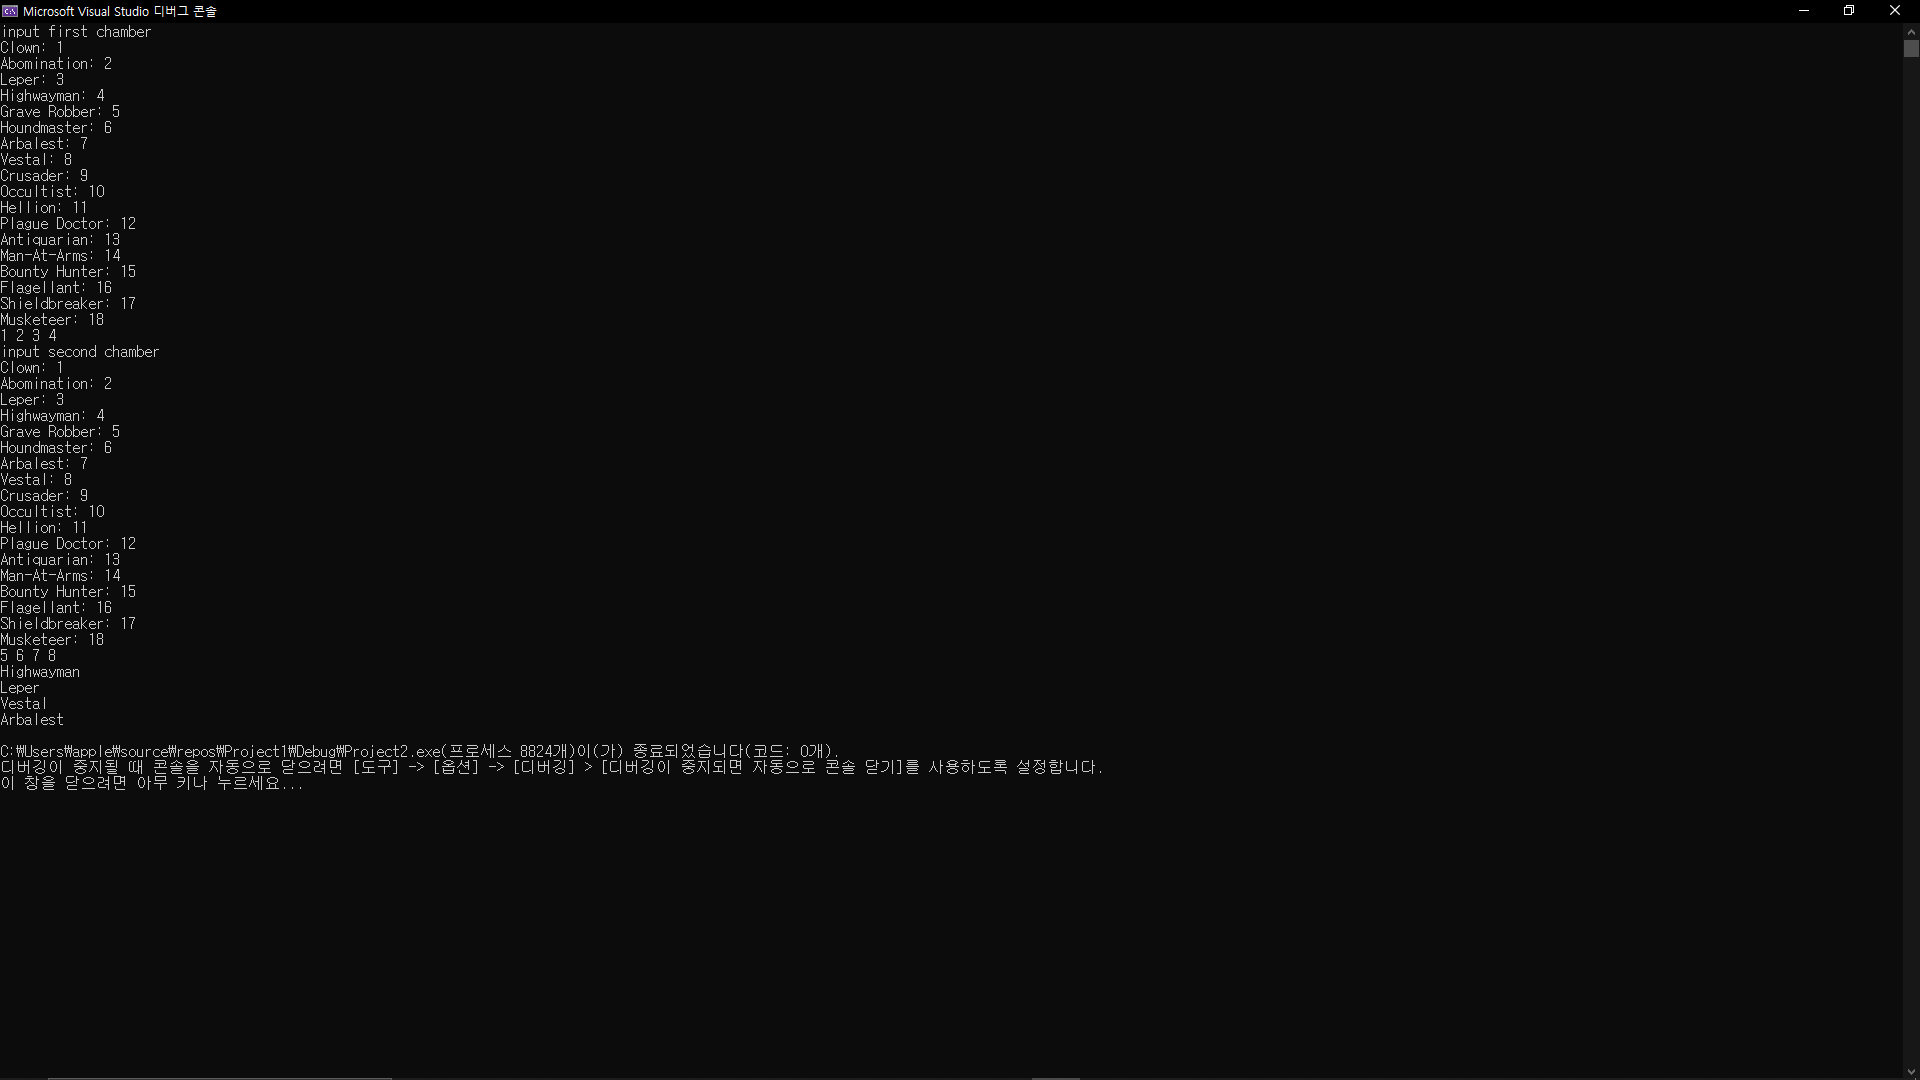 Microsoft Visual Studio 디버그 콘솔
input first chamber
Clown: 1
Abomination: 2
Leper: 3
Highwayman: 4
Grave Robber: 5
Houndmaster: 6
Arbalest: 7
Vestal: 8
Crusader: 9
Occultist: 10
Hellion: 11
Plague Doctor: 12
Antiquarian: 13
Man-At-Arms: 14
Bounty Hunter: 15
Flagellant: 16
Shieldbreaker: 17
Musketeer: 18
1 2 3 4
input second chamber
Clown: 1
Abomination: 2
Leper: 3
Highwayman: 4
Grave Robber: 5
Houndmaster: 6
Arbalest: 7
Vestal: 8
Crusader: 9
Occultist: 10
Hellion: 11
Plague Doctor: 12
Antiquarian: 13
Man-At-Arms: 14
Bounty Hunter: 15
Flagellant: 16
Shieldbreaker: 17
Musketeer: 18
5 6 7 8
Highwayman
Leper
Vestal
Arbalest
C:₩Users₩apple₩source₩repos₩Project1₩Debug₩Project2.exe(프로세스 8824개)이(가) 종료되었습니다(코드: 0개).
디버깅이 중지될 때 콘솔을 자동으로 닫으려면 [도구] -> [옵션] -> [디버깅] > [디버깅이 중지되면 자동으로 콘솔 닫기]를 사용하도록 설정합니다.
이 창을 닫으려면 아무 키나 누르세요...